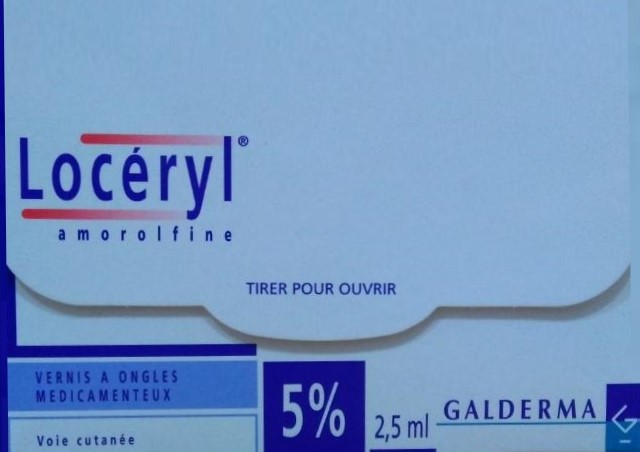 Locéryl®
amorolfine
TIRER POUR OUVRIR
VERNIS A ONGLES
MEDICAMENTEUX
Voie cutanée
5%
2,5 ml
GALDERMA